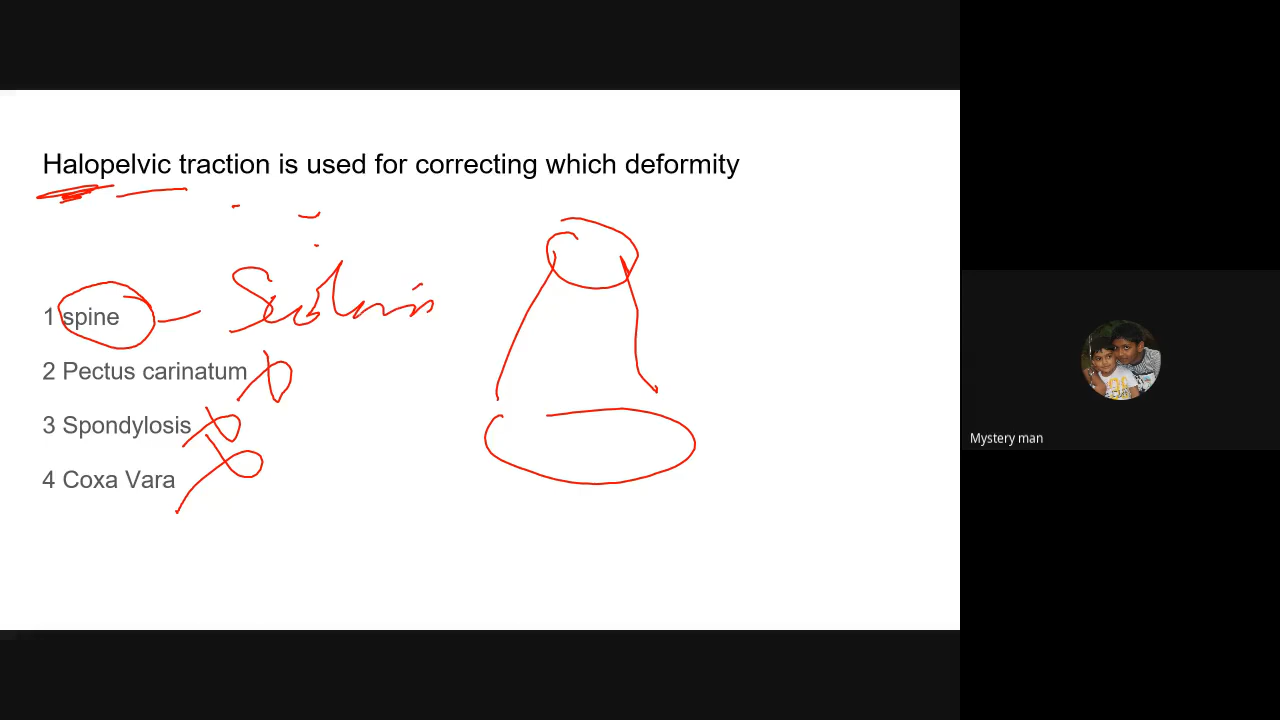 Halopelvic traction is used for correcting which deformity
1 spine - Scoliosis
2 Pectus carinatum
3 Spondylosis
4 Coxa Vara
Mystery man